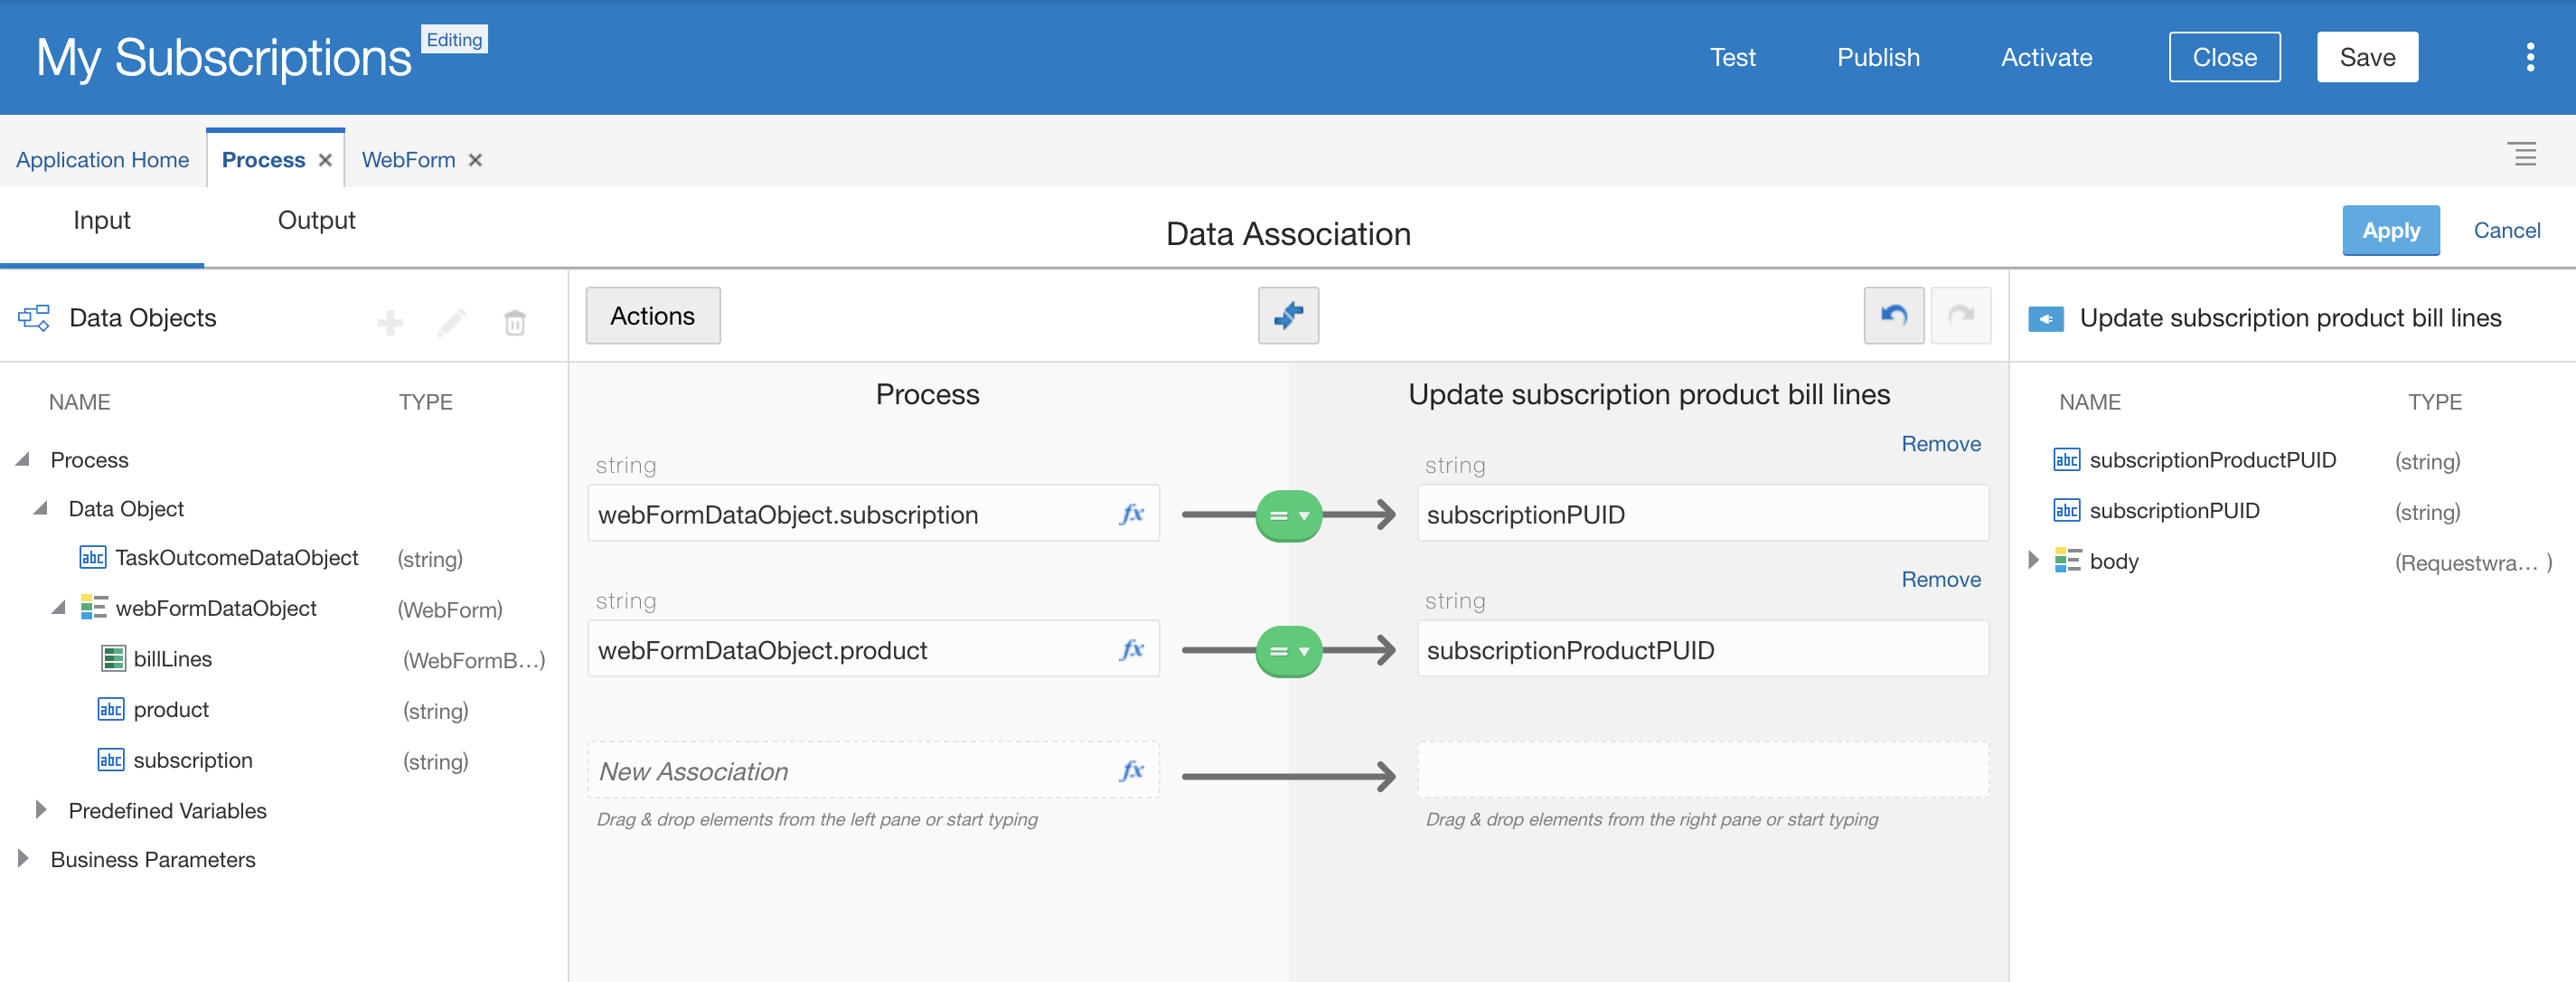 My Subscriptions Editing Test Publish Activate Close Save
Application Home Process WebForm
Input Output Data Association Apply Cancel
Data Objects Actions Update subscription product bill lines
NAME TYPE
Process
Data Object
abc TaskOutcomeDataObject (string)
webFormDataObject (WebForm)
billLines (WebFormB...)
abc product (string)
abc subscription (string)
Predefined Variables
Business Parameters
Process Update subscription product bill lines
Remove
string string
webFormDataObject.subscription fx = subscriptionPUID
Remove
string string
webFormDataObject.product fx = subscriptionProductPUID
New Association fx
Drag & drop elements from the left pane or start typing Drag & drop elements from the right pane or start typing
NAME TYPE
abc subscriptionProductPUID (string)
abc subscriptionPUID (string)
body (Requestwra... )